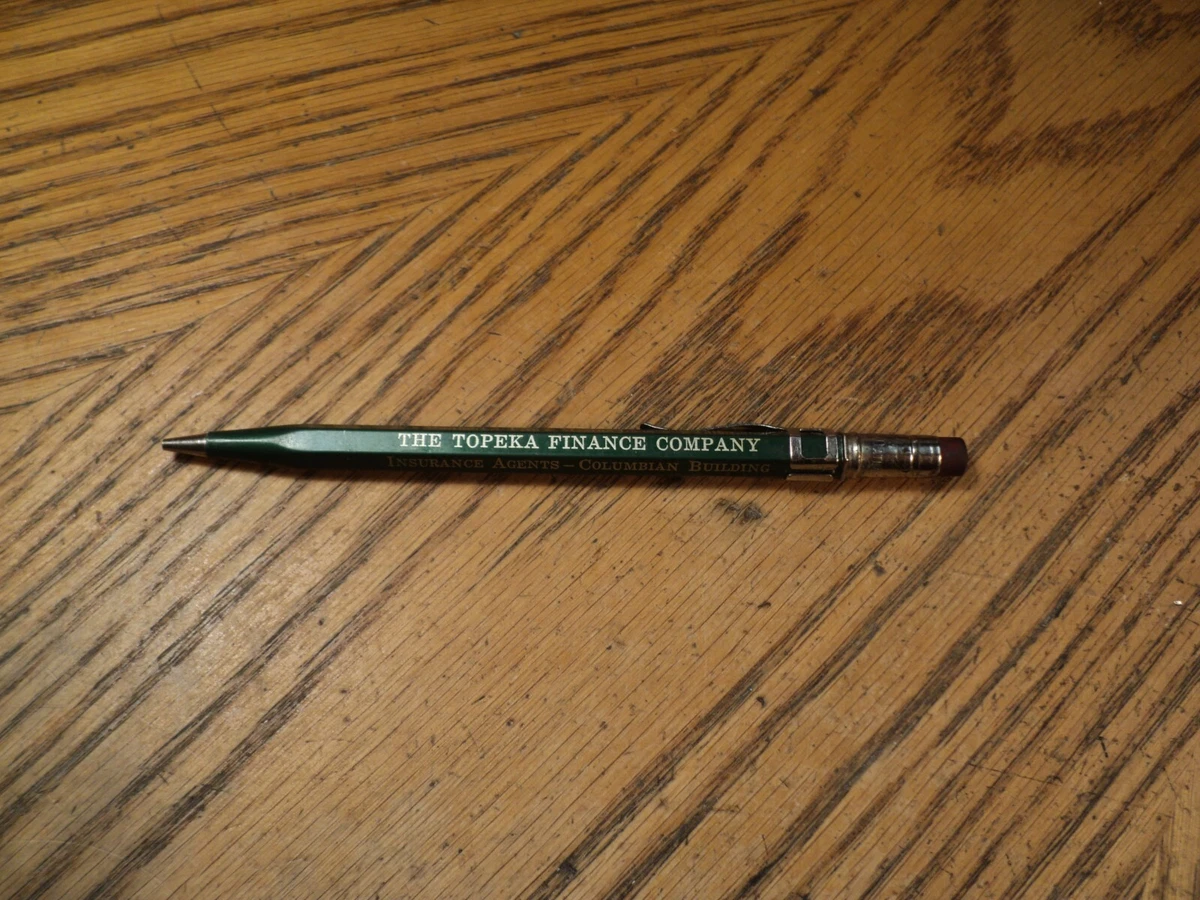 THE TOPEKA FINANCE COMPANY
INSURANCE AGENTS – COLUMBIAN BUILDING